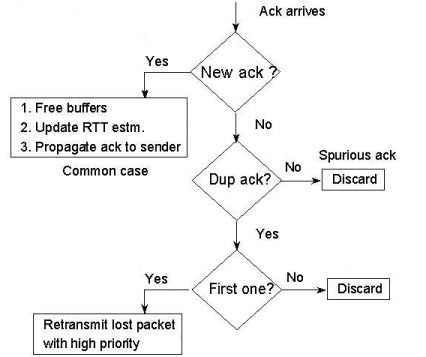 Ack arrives
Yes
New ack ?
1. Free buffers
2. Update RTT estm.
3. Propagate ack to sender
Common case
No
Dup ack?
No
Spurious ack
Discard
Yes
Yes
First one?
No
Discard
Retransmit lost packet
with high priority